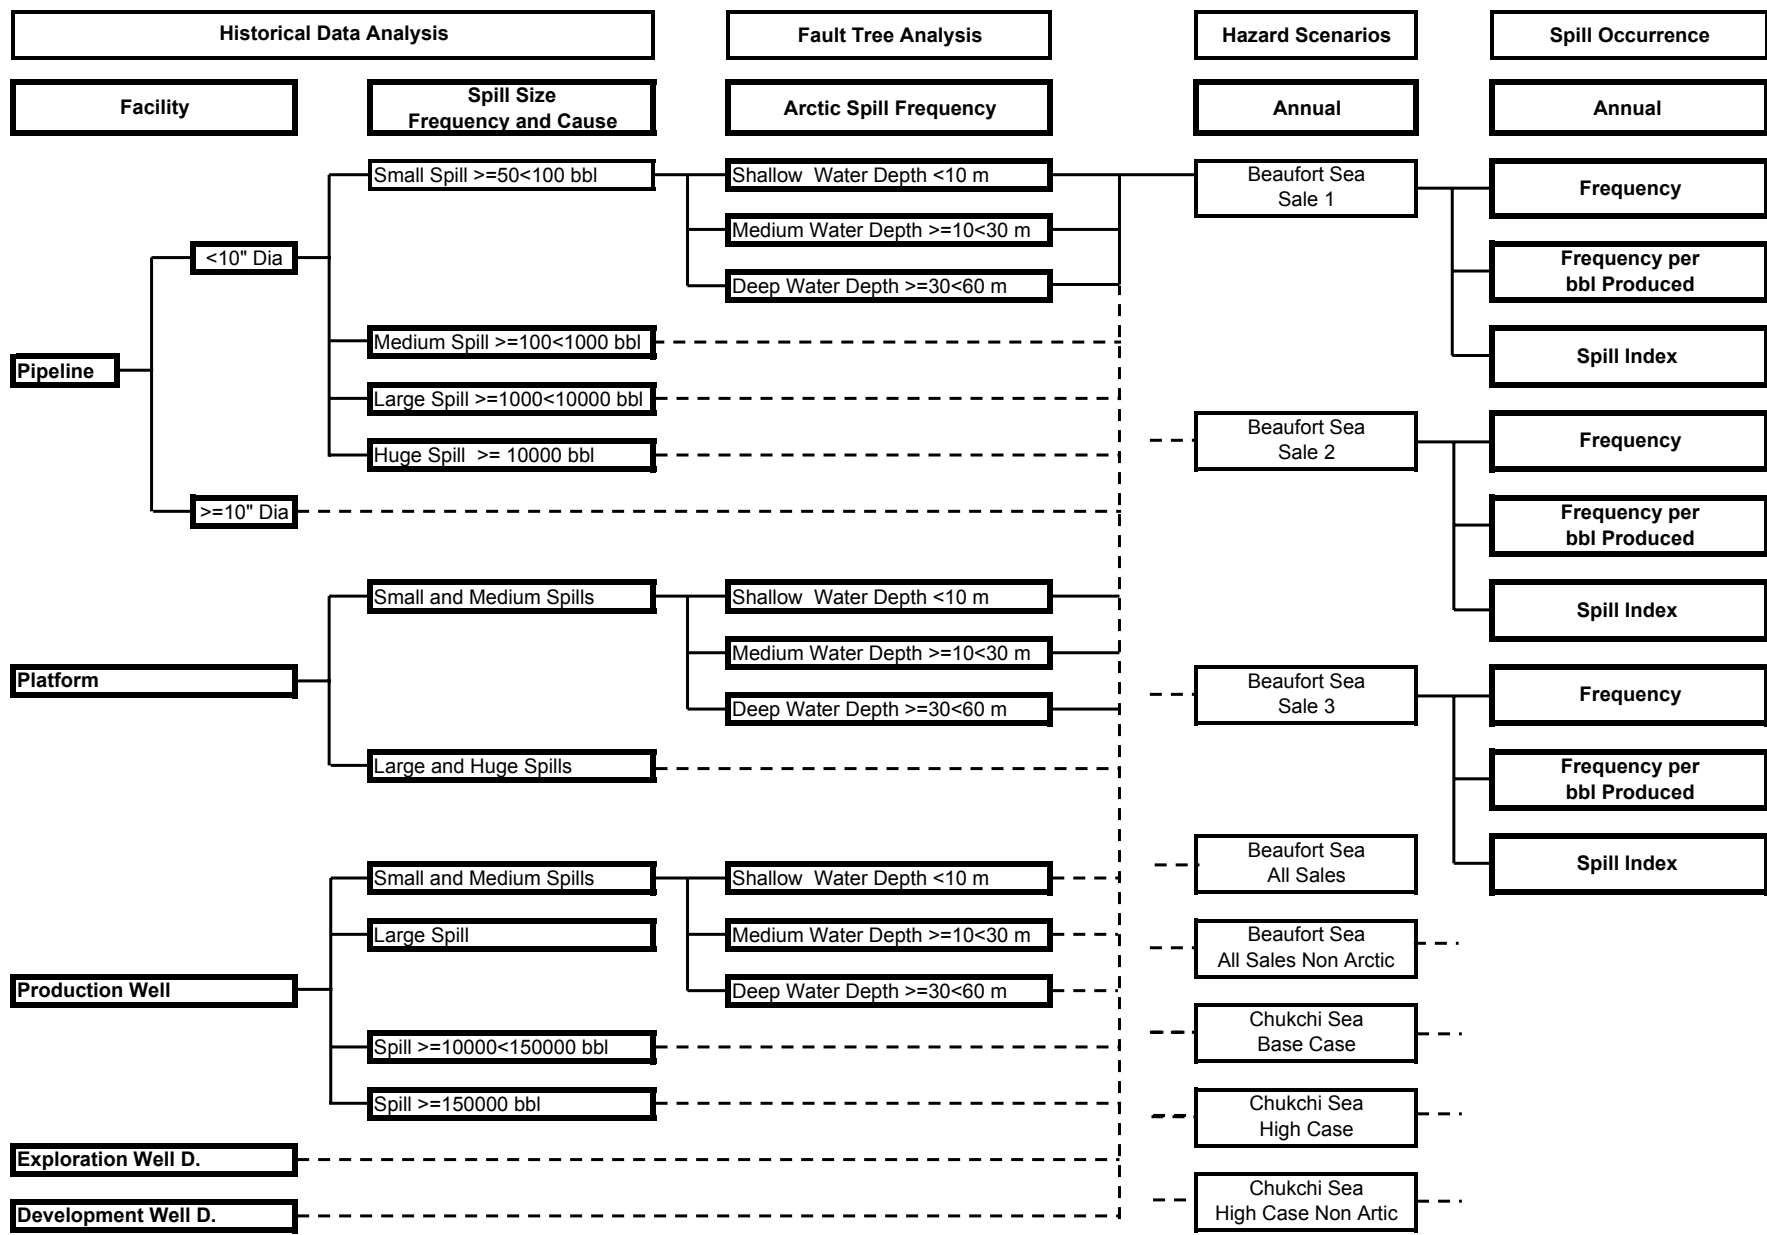 Historical Data Analysis
Fault Tree Analysis
Hazard Scenarios
Spill Occurrence
Facility
Spill Size
Frequency and Cause
Arctic Spill Frequency
Annual
Annual
Small Spill >=50<100 bbl
Shallow Water Depth <10 m
Beaufort Sea
Sale 1
Frequency
Medium Water Depth >=10<30 m
<10" Dia
Frequency per
bbl Produced
Deep Water Depth >=30<60 m
Medium Spill >=100<1000 bbl
Spill Index
Pipeline
Large Spill >=1000<10000 bbl
Beaufort Sea
Sale 2
Frequency
Huge Spill >= 10000 bbl
>=10" Dia
Frequency per
bbl Produced
Small and Medium Spills
Shallow Water Depth <10 m
Spill Index
Medium Water Depth >=10<30 m
Platform
Beaufort Sea
Sale 3
Frequency
Deep Water Depth >=30<60 m
Large and Huge Spills
Frequency per
bbl Produced
Small and Medium Spills
Shallow Water Depth <10 m
Beaufort Sea
All Sales
Spill Index
Large Spill
Medium Water Depth >=10<30 m
Beaufort Sea
All Sales Non Arctic
Production Well
Deep Water Depth >=30<60 m
Spill >=10000<150000 bbl
Chukchi Sea
Base Case
Spill >=150000 bbl
Chukchi Sea
High Case
Exploration Well D.
Development Well D.
Chukchi Sea
High Case Non Artic